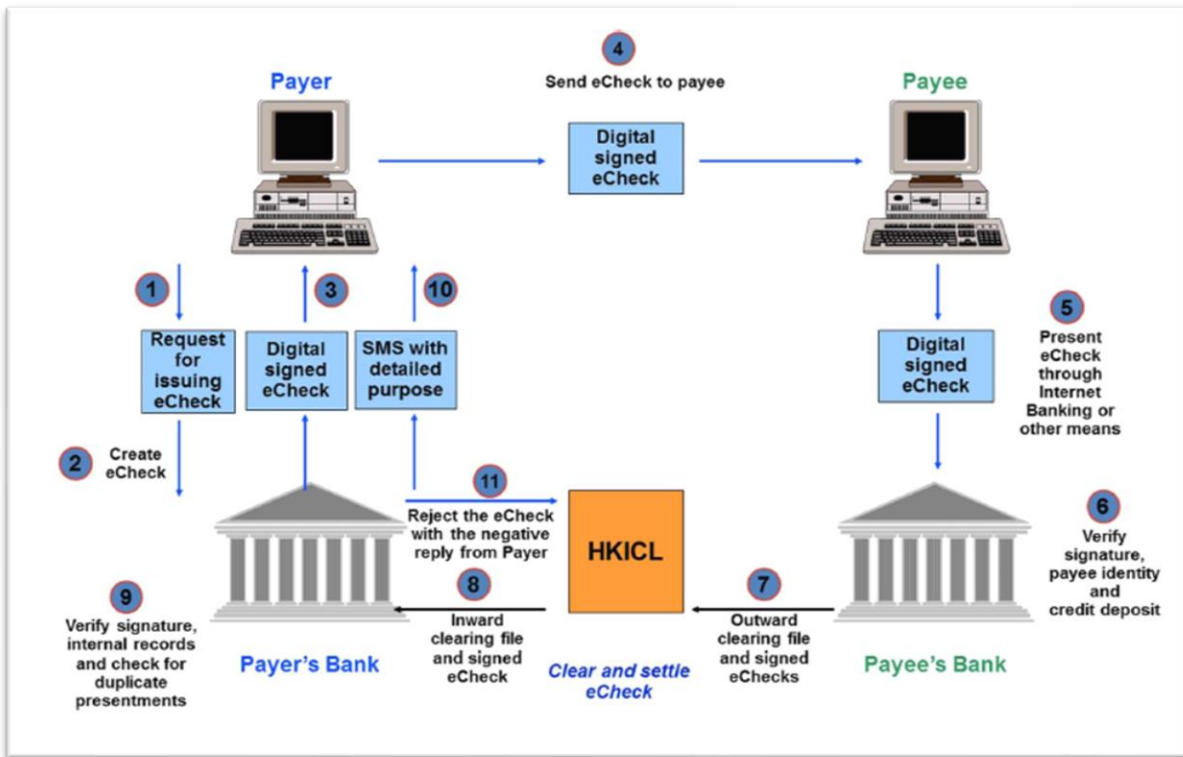 4
Send eCheck to payee
Payer
Payee
Digital
signed
eCheck
1
3
10
Request
for
issuing
eCheck
Digital
signed
eCheck
SMS with
detailed
purpose
Digital
signed
eCheck
5
Present
eCheck
through
Internet
Banking or
other means
2
Create
eCheck
11
Reject the eCheck
with the negative
reply from Payer
HKICL
6
Verify
signature,
payee identity
and
credit deposit
9
Verify signature,
internal records
and check for
duplicate
presentments
Payer's Bank
8
Inward
clearing file
and signed
eCheck
Clear and settle
eCheck
7
Outward
clearing file
and signed
eChecks
Payee's Bank